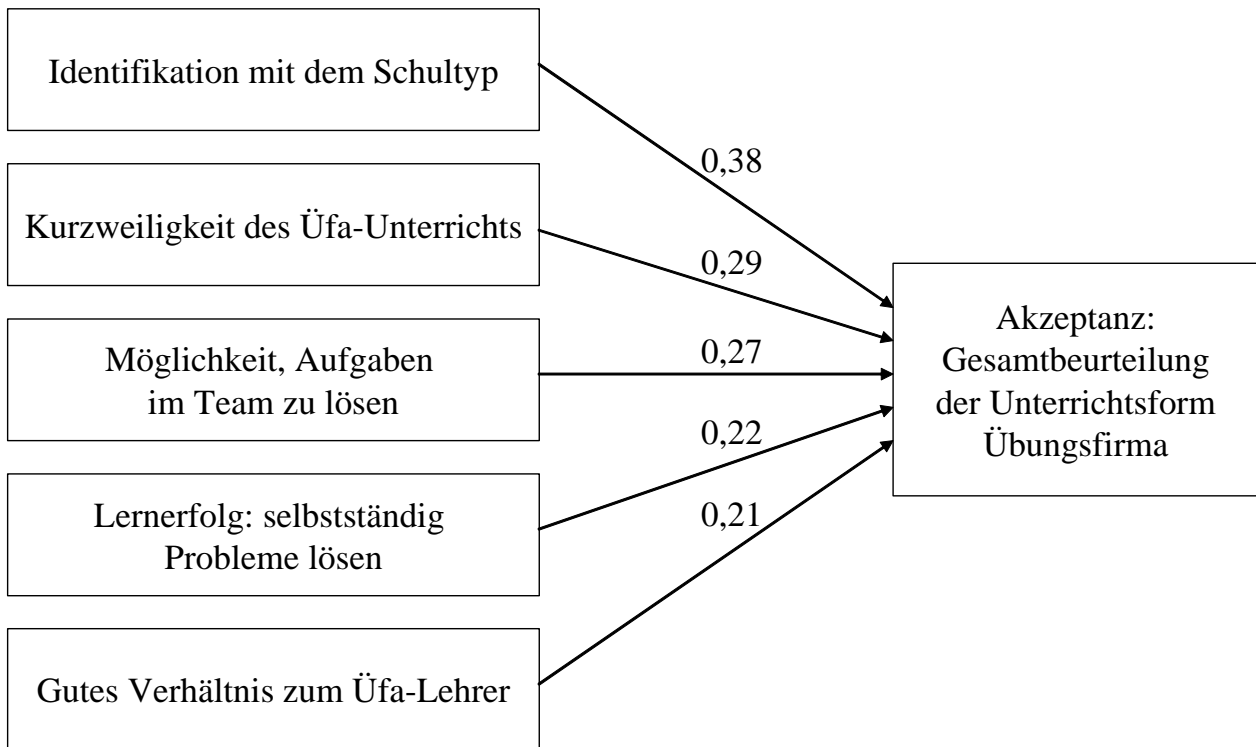 Identifikation mit dem Schultyp
0,38
Kurzweiligkeit des Üfa-Unterrichts
0,29
Möglichkeit, Aufgaben
im Team zu lösen
0,27
Lernerfolg: selbstständig
Probleme lösen
0,22
Gutes Verhältnis zum Üfa-Lehrer
0,21
Akzeptanz:
Gesamtbeurteilung
der Unterrichtsform
Übungsfirma